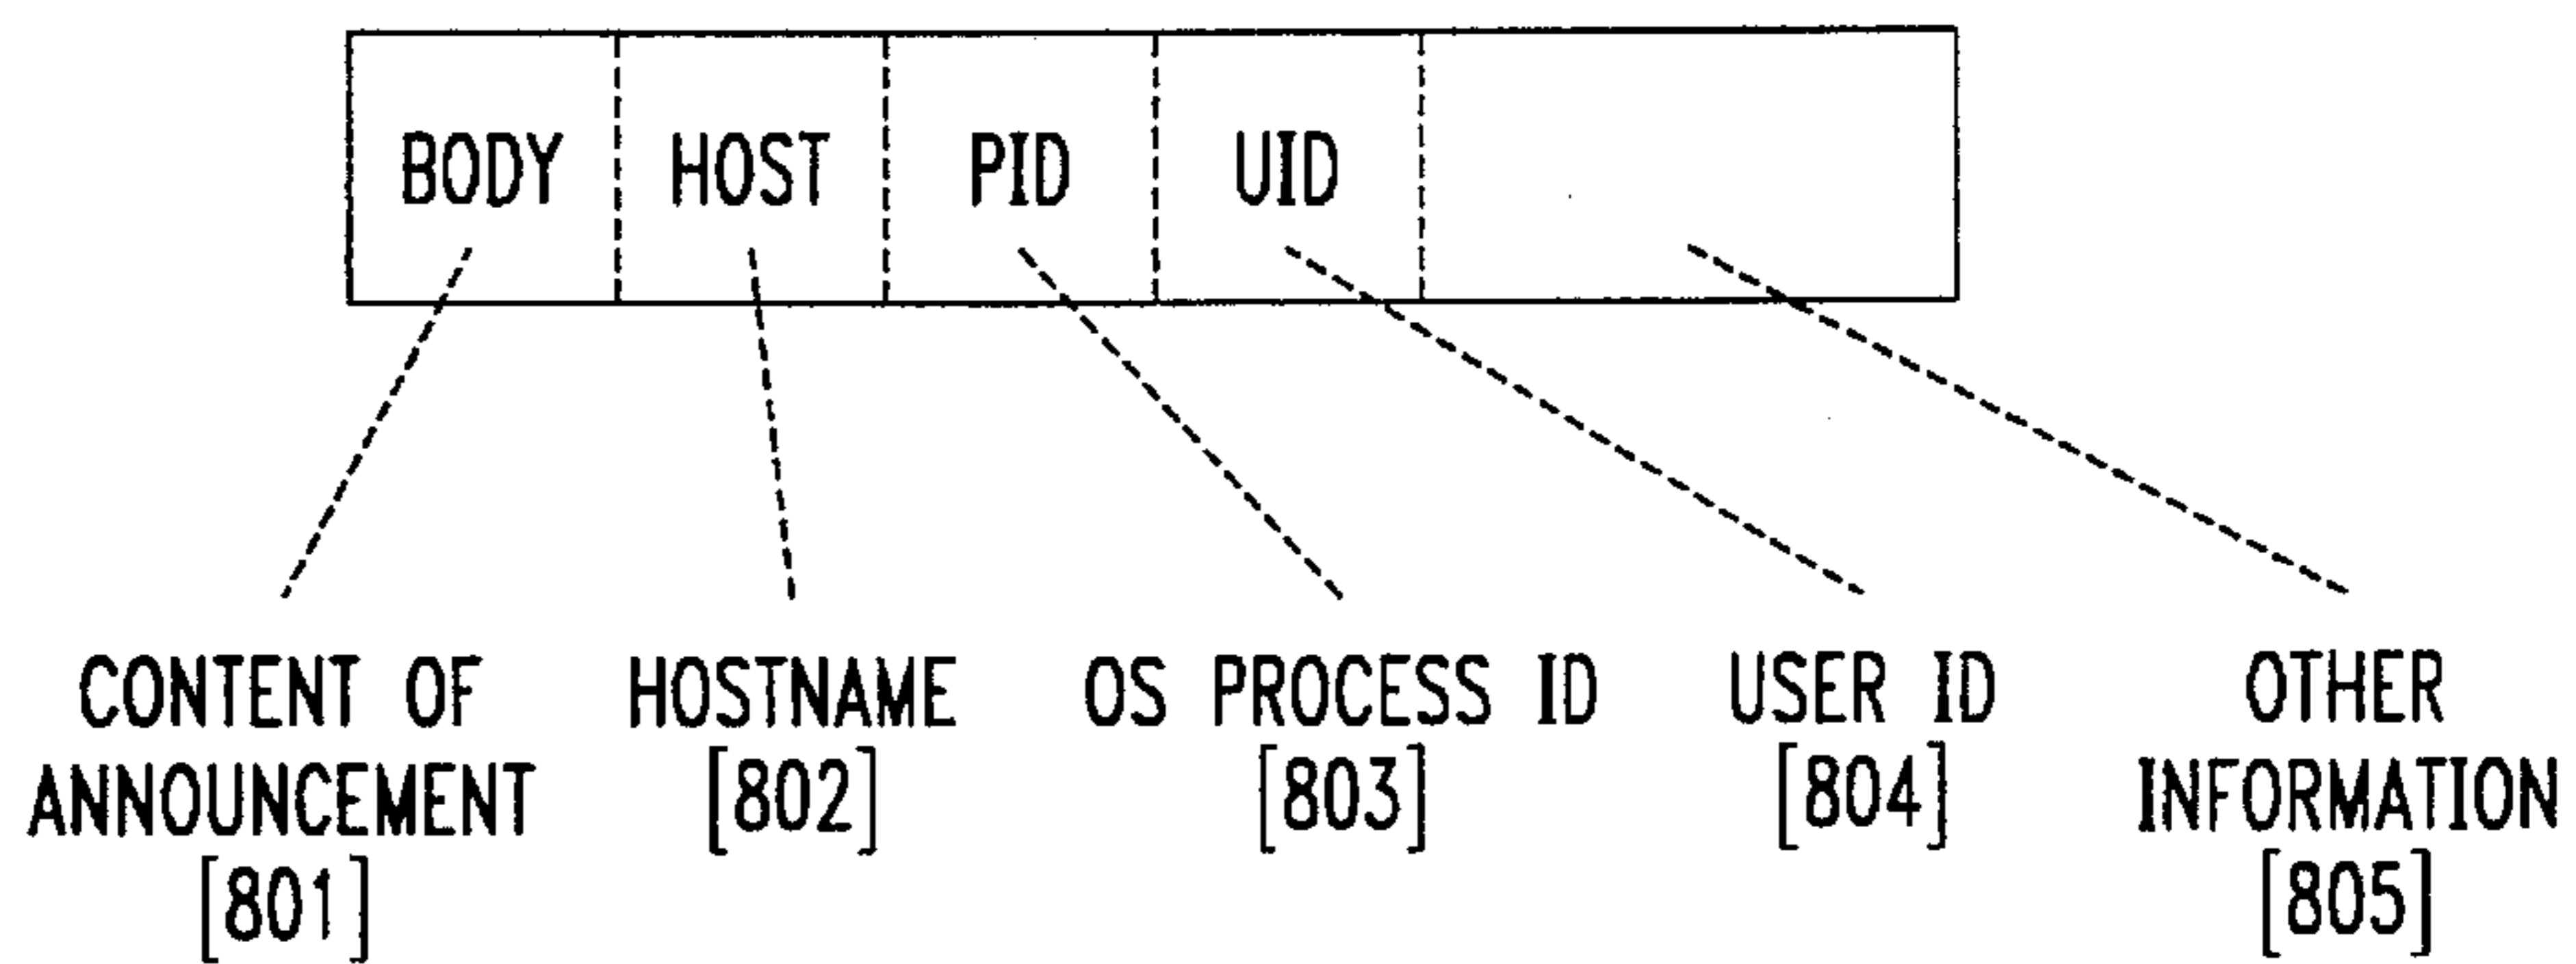 BODY HOST PID UID
CONTENT OF ANNOUNCEMENT [801]
HOSTNAME [802]
OS PROCESS ID [803]
USER ID [804]
OTHER INFORMATION [805]